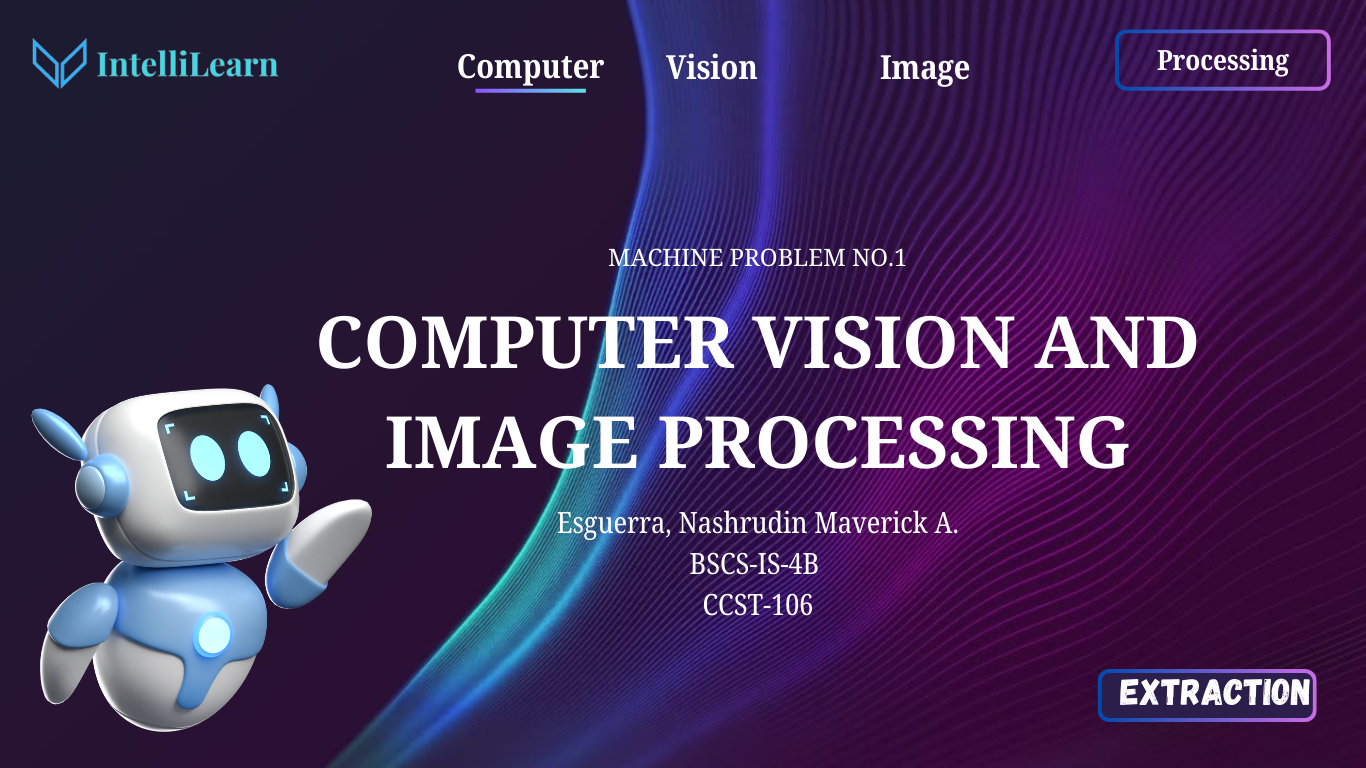 IntelliLearn
Computer
Vision
Image
Processing
MACHINE PROBLEM NO.1
COMPUTER VISION AND
IMAGE PROCESSING
Esguerra, Nashrudin Maverick A.
BSCS-IS-4B
CCST-106
EXTRACTION